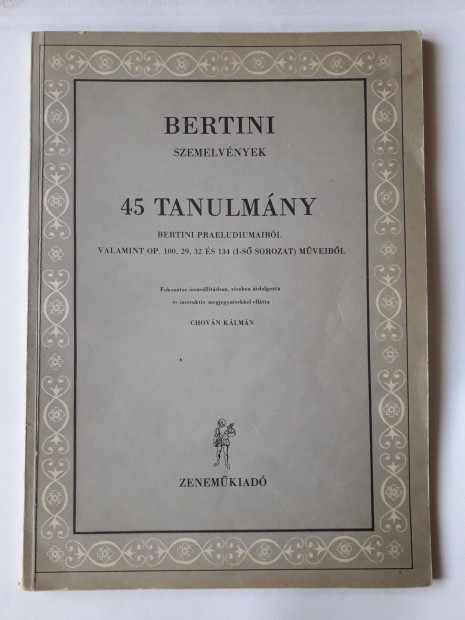 BERTINI
SZEMELVÉNYEK
45 TANULMÁNY
BERTINI PRAELUDIUMAIBÓL
VALAMINT OP. 100, 29, 32 ÉS 134 (I-SŐ SOROZAT) MŰVEIBŐL
Fokozatos összeállításban, részben átdolgozta
és instruktív megjegyzésekkel ellátta
CHOVÁN KÁLMÁN
ZENEMŰKIADÓ